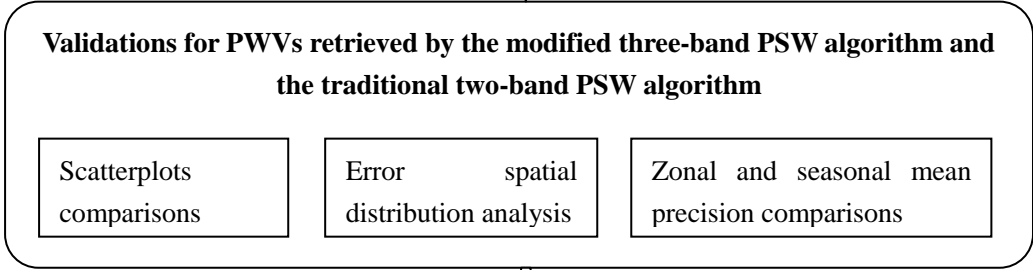 Validations for PWVs retrieved by the modified three-band PSW algorithm and
the traditional two-band PSW algorithm
Scatterplots
comparisons
Error spatial
distribution analysis
Zonal and seasonal mean
precision comparisons